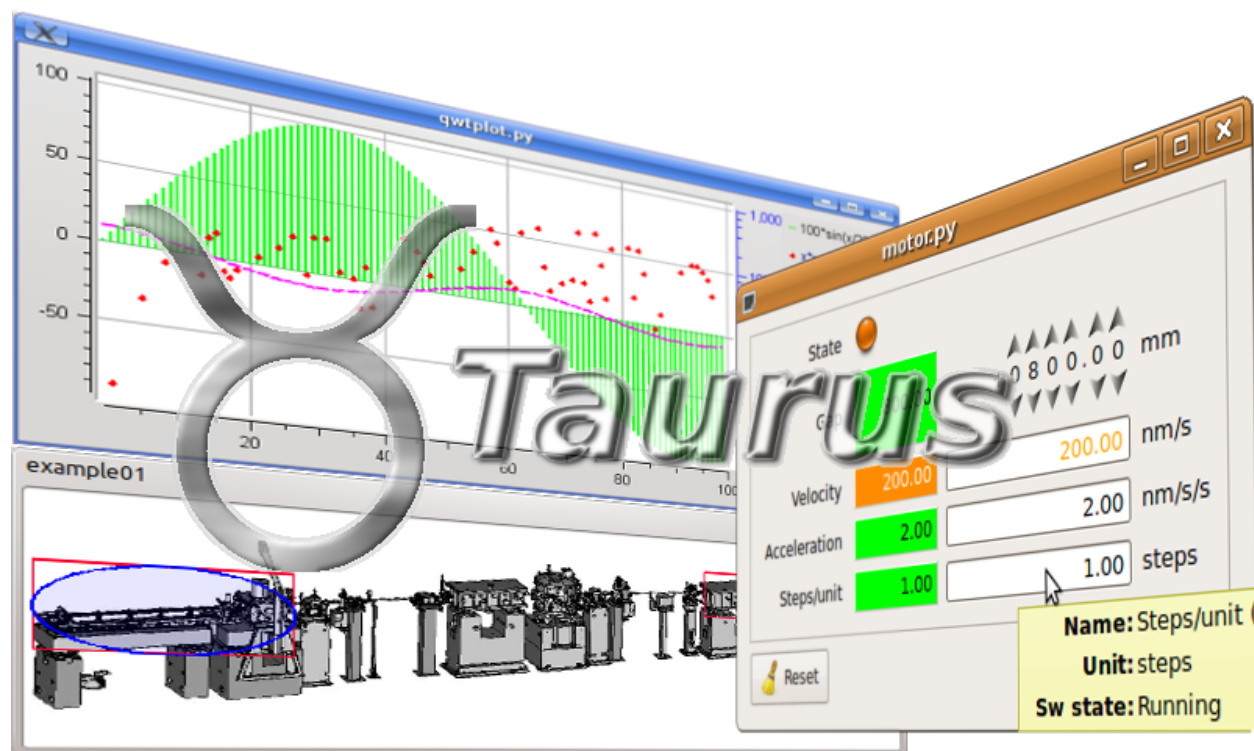 qwtplot.py
100
50
0
-50
20
40
60
80
100
1,000
100*sin(x/
example01
Taurus
motor.py
State
0800.00 mm
Gap
Velocity 200.00 200.00 nm/s
Acceleration 2.00 2.00 nm/s/s
Steps/unit 1.00 1.00 steps
Reset
Name: Steps/unit
Unit: steps
Sw state: Running